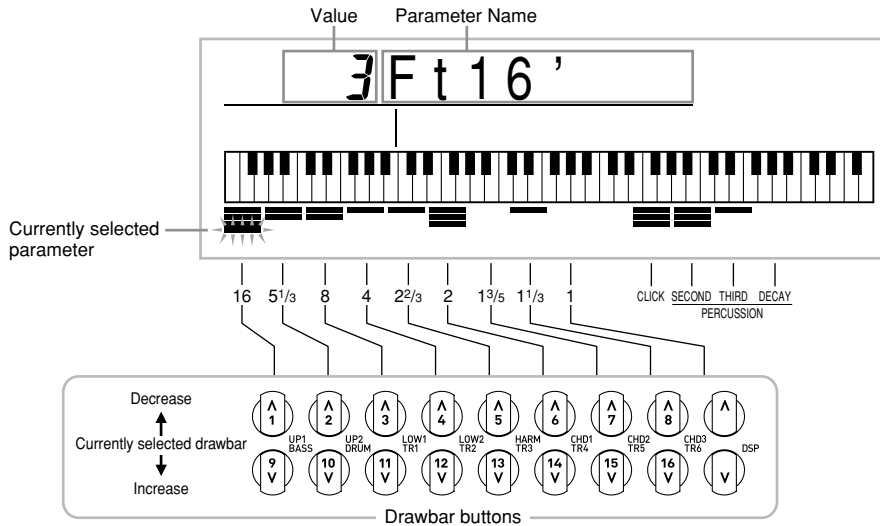 Value
Parameter Name
3 Ft16’
Currently selected
parameter
16 5 1/3 8 4 2 2/3 2 1 3/5 1 1/3 1 CLICK SECOND THIRD DECAY
PERCUSSION
Decrease
Currently selected drawbar
Increase
1 2 3 4 5 6 7 8
UP1 UP2 LOW1 LOW2 HARM CHD1 CHD2 CHD3
BASS DRUM TR1 TR2 TR3 TR4 TR5 TR6 DSP
9 10 11 12 13 14 15 16
Drawbar buttons